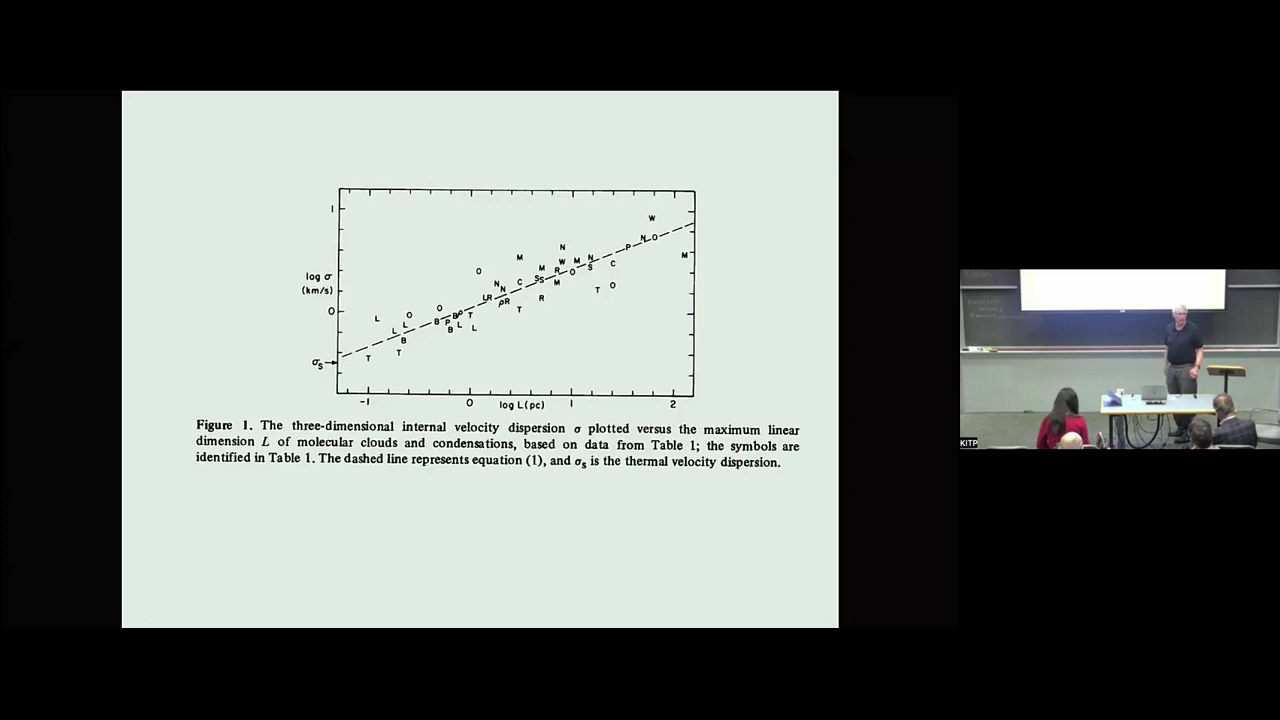 1
log σ
(km/s)
0
σs
W
N O
P
M
N
M
W M N
S
C
M
R
O
O
S S
M
C
N
N
T
O
R
L R
P R
T
L
O
O
L
L
B
B P
B P
B L
T
L
B
T
T
-1 0 1 2
log L(pc)
Figure 1. The three-dimensional internal velocity dispersion σ plotted versus the maximum linear
dimension L of molecular clouds and condensations, based on data from Table 1; the symbols are
identified in Table 1. The dashed line represents equation (1), and σs is the thermal velocity dispersion.
KITP